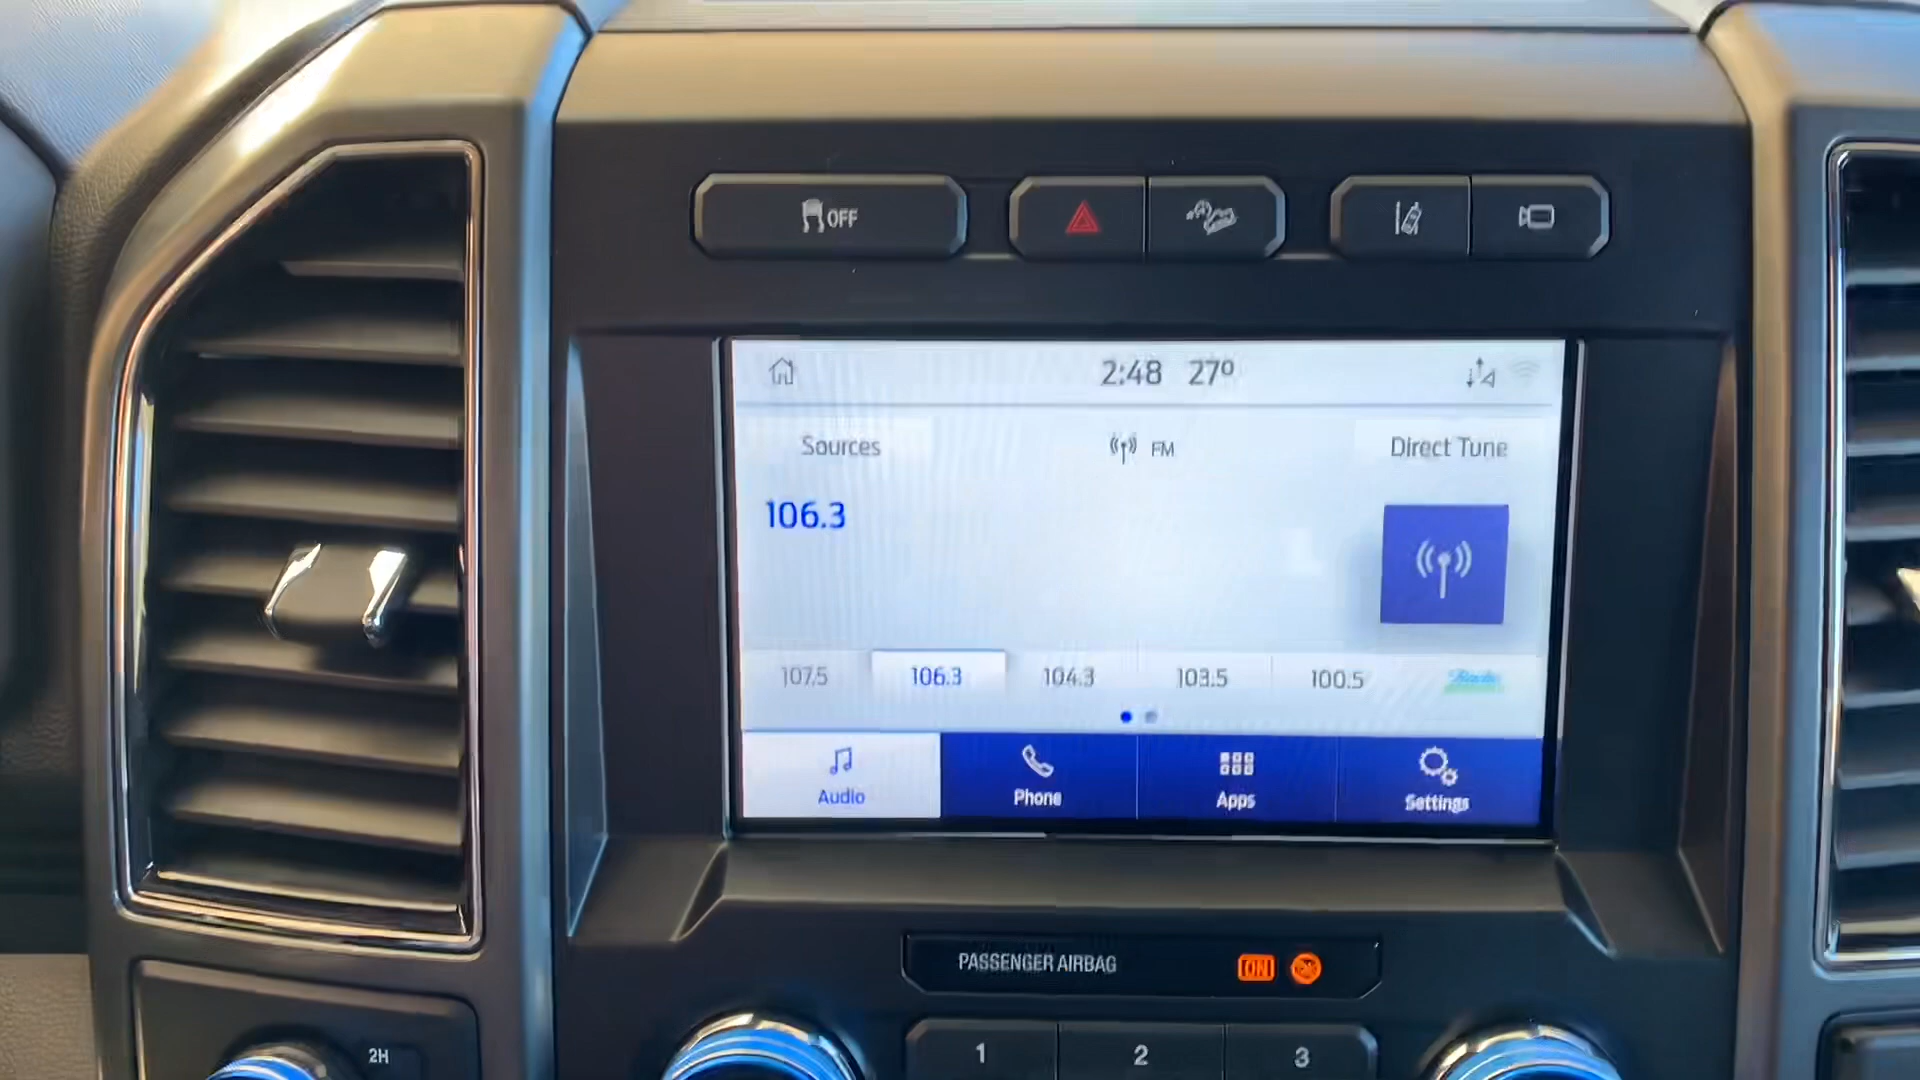 OFF
2:48 27º
Sources FM Direct Tune
106.3
107.5 106.3 104.3 103.5 100.5
Audio Phone Apps Settings
PASSENGER AIRBAG ON
2H
1 2 3